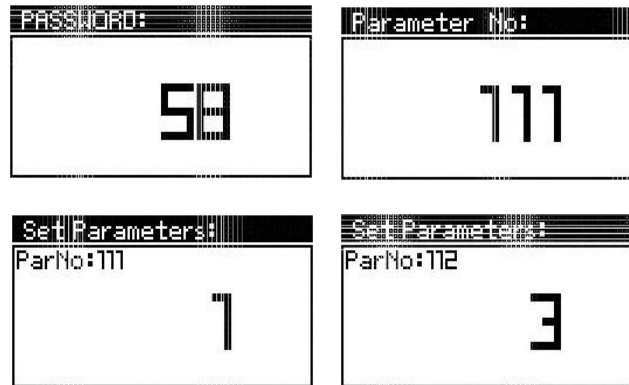 PASSWORD:
58
Parameter No:
111
Set Parameters:
ParNo:111
1
Set Parameters:
ParNo:112
3